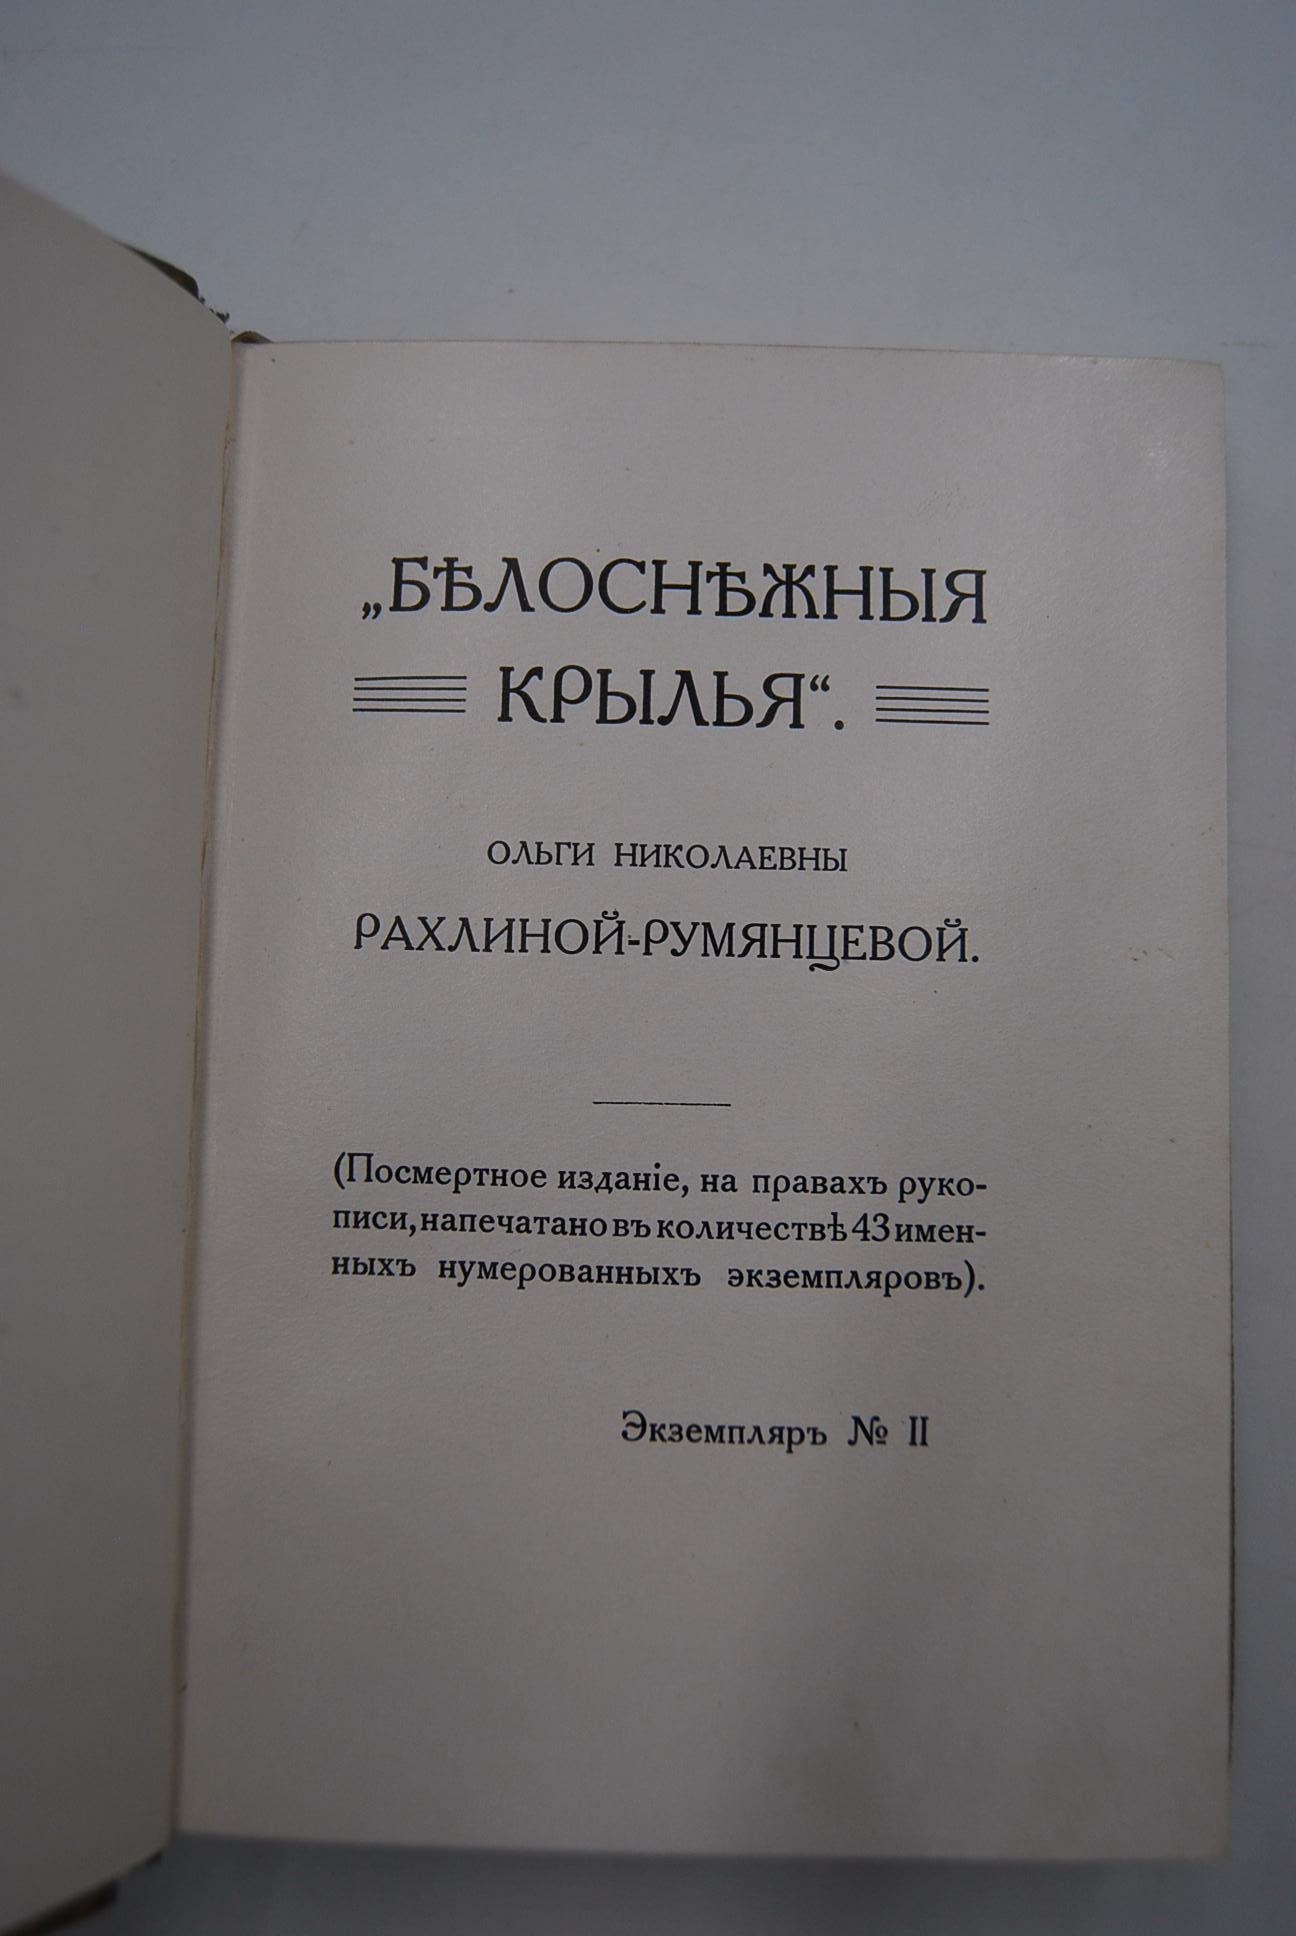 „БѢЛОСНѢЖНЫЯ
КРЫЛЬЯ“.
ОЛЬГИ НИКОЛАЕВНЫ
РАХЛИНОЙ-РУМЯНЦЕВОЙ.
(Посмертное изданіе, на правахъ руко-
писи, напечатано въ количествѣ 43 имен-
ныхъ нумерованныхъ экземпляровъ).
Экземпляръ № II